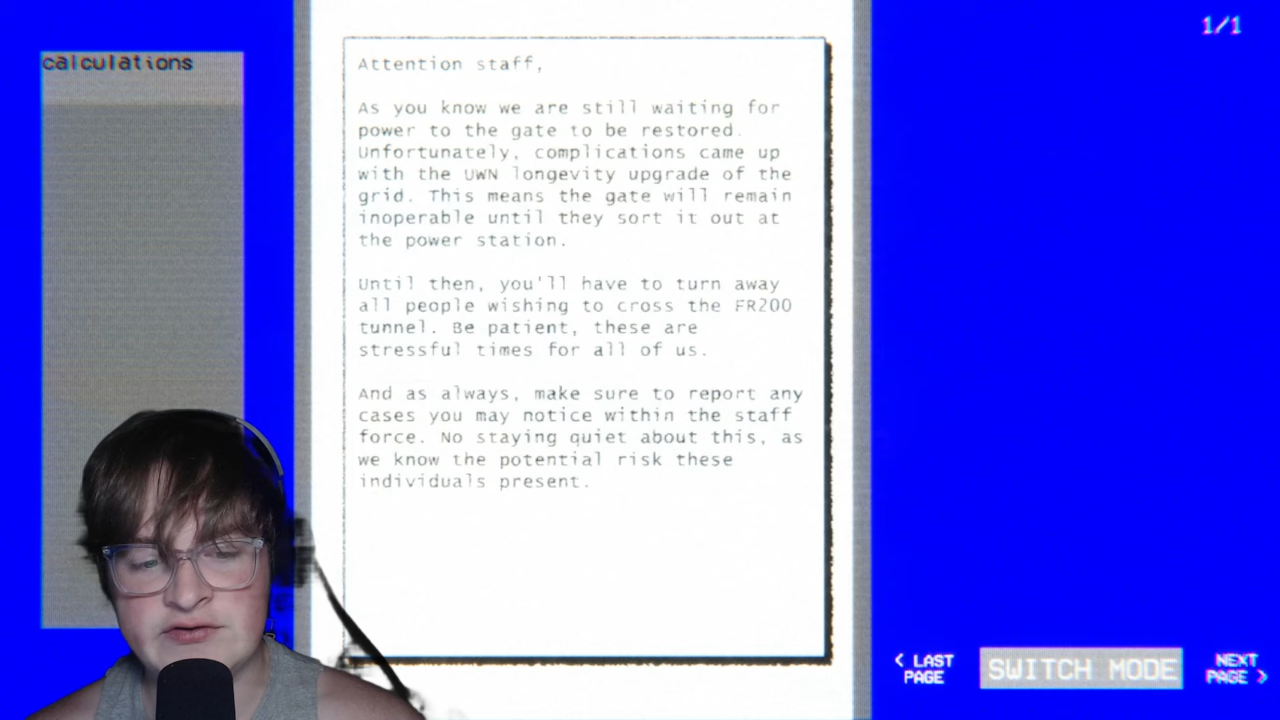 1/1
calculations
Attention staff,
As you know we are still waiting for
power to the gate to be restored.
Unfortunately, complications came up
with the UWN longevity upgrade of the
grid. This means the gate will remain
inoperable until they sort it out at
the power station.
Until then, you'll have to turn away
all people wishing to cross the FR200
tunnel. Be patient, these are
stressful times for all of us.
And as always, make sure to report any
cases you may notice within the staff
force. No staying quiet about this, as
we know the potential risk these
individuals present.
< LAST
PAGE
SWITCH MODE
NEXT
PAGE >